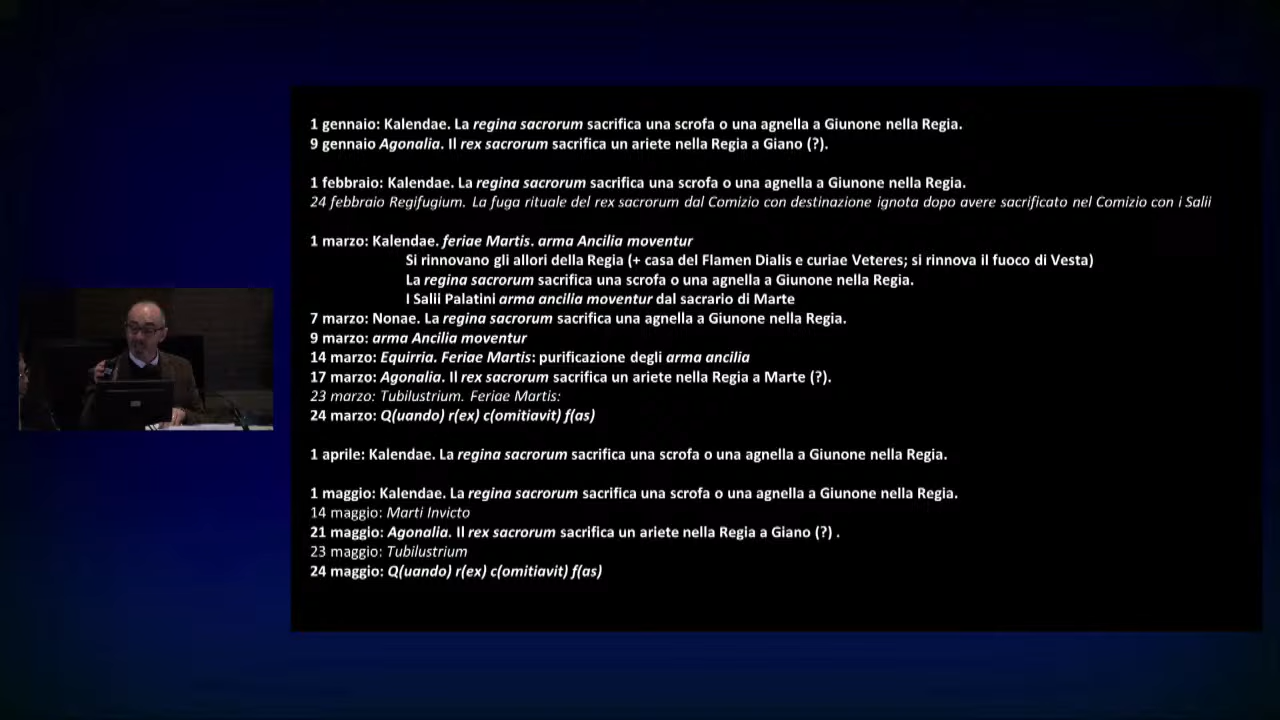 1 gennaio: Kalendae. La regina sacrorum sacrifica una scrofa o una agnella a Giunone nella Regia.
9 gennaio Agonalia. Il rex sacrorum sacrifica un ariete nella Regia a Giano (?).
1 febbraio: Kalendae. La regina sacrorum sacrifica una scrofa o una agnella a Giunone nella Regia.
24 febbraio Regifugium. La fuga rituale del rex sacrorum dal Comizio con destinazione ignota dopo avere sacrificato nel Comizio con i Salii
1 marzo: Kalendae. feriae Martis. arma Ancilia moventur
Si rinnovano gli allori della Regia (+ casa del Flamen Dialis e curiae Veteres; si rinnova il fuoco di Vesta)
La regina sacrorum sacrifica una scrofa o una agnella a Giunone nella Regia.
I Salii Palatini arma ancilia moventur dal sacrario di Marte
7 marzo: Nonae. La regina sacrorum sacrifica una agnella a Giunone nella Regia.
9 marzo: arma Ancilia moventur
14 marzo: Equirria. Feriae Martis: purificazione degli arma ancilia
17 marzo: Agonalia. Il rex sacrorum sacrifica un ariete nella Regia a Marte (?).
23 marzo: Tubilustrium. Feriae Martis:
24 marzo: Q(uando) r(ex) c(omitiavit) f(as)
1 aprile: Kalendae. La regina sacrorum sacrifica una scrofa o una agnella a Giunone nella Regia.
1 maggio: Kalendae. La regina sacrorum sacrifica una scrofa o una agnella a Giunone nella Regia.
14 maggio: Marti Invicto
21 maggio: Agonalia. Il rex sacrorum sacrifica un ariete nella Regia a Giano (?) .
23 maggio: Tubilustrium
24 maggio: Q(uando) r(ex) c(omitiavit) f(as)